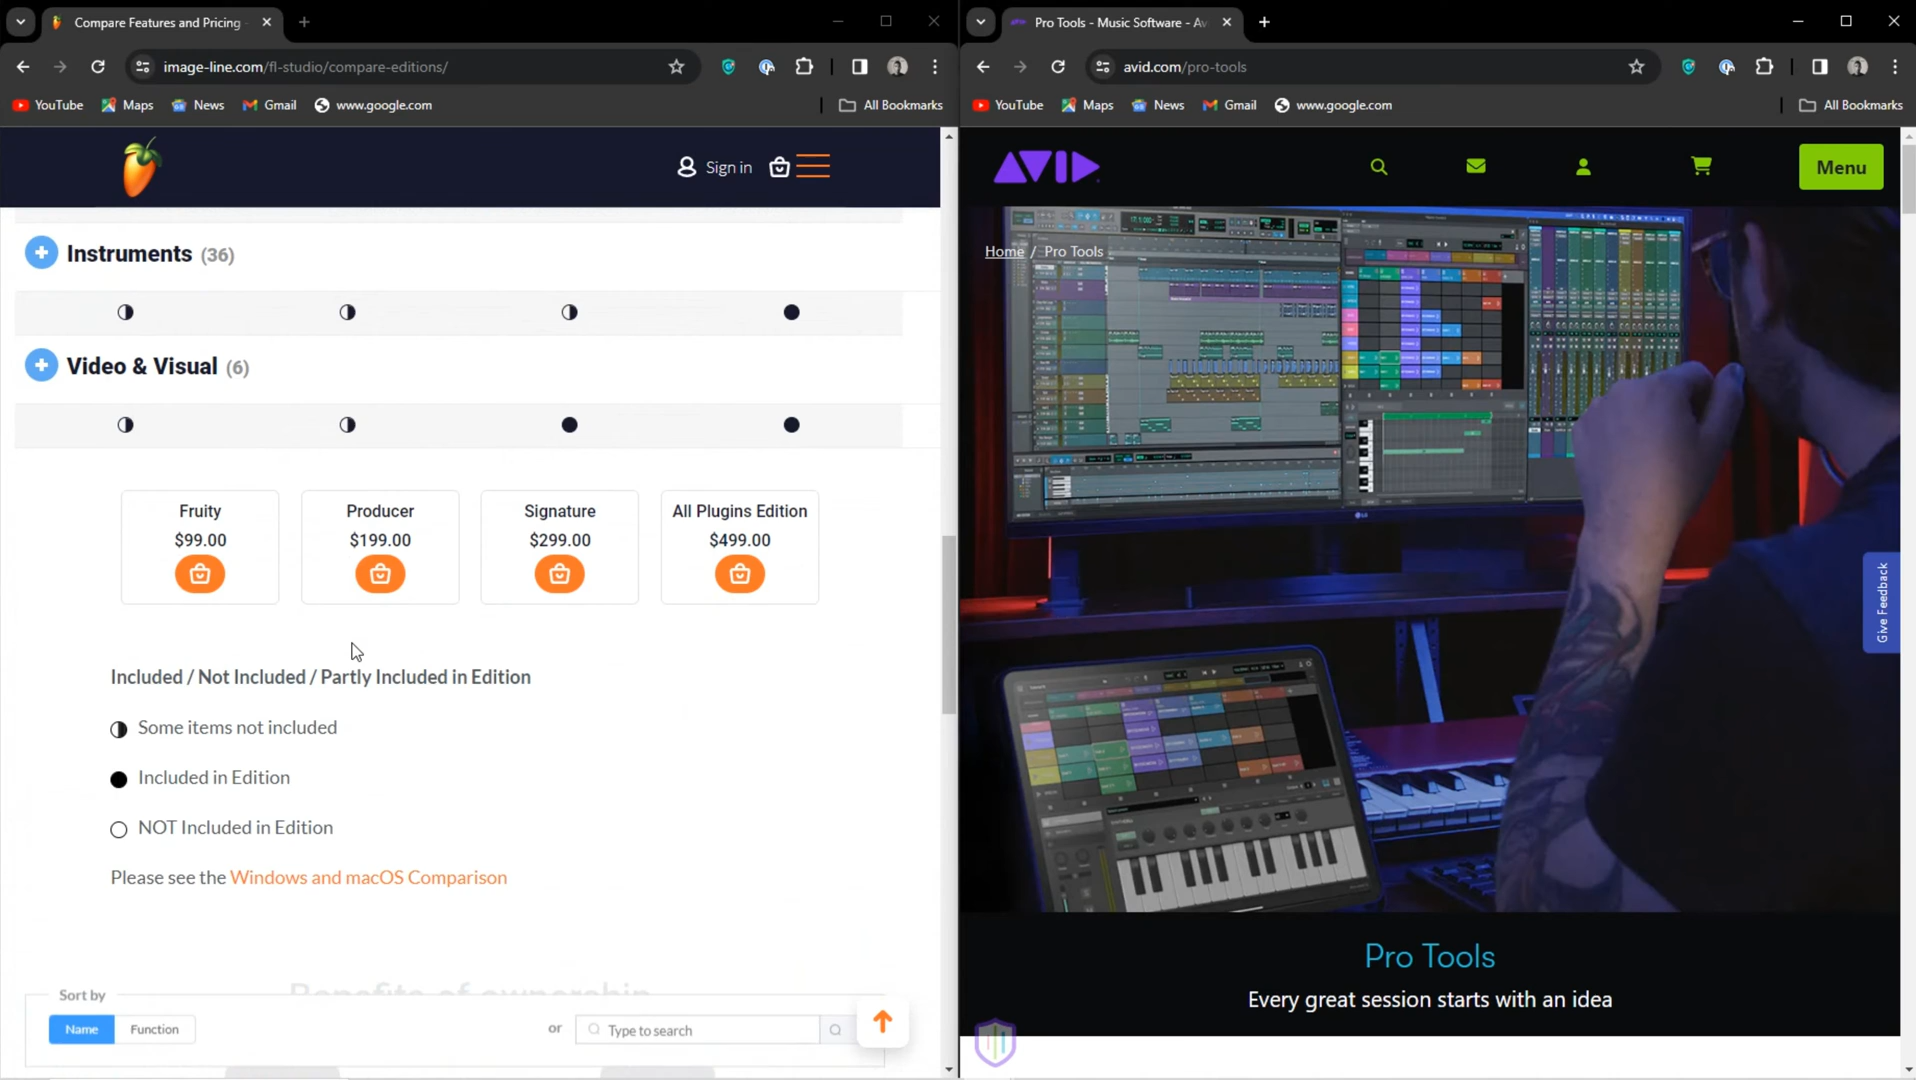 Compare Features and Pricing
image-line.com/fl-studio/compare-editions/
YouTube Maps News Gmail www.google.com All Bookmarks
Sign in
Instruments (36)
Video & Visual (6)
Fruity Producer Signature All Plugins Edition
$99.00 $199.00 $299.00 $499.00
Included / Not Included / Partly Included in Edition
Some items not included
Included in Edition
NOT Included in Edition
Please see the Windows and macOS Comparison
Benefits of ownership
Sort by
Name Function or Type to search
Pro Tools - Music Software - Av
avid.com/pro-tools
YouTube Maps News Gmail www.google.com All Bookmarks
AVID Menu
Home / Pro Tools
Give Feedback
Pro Tools
Every great session starts with an idea